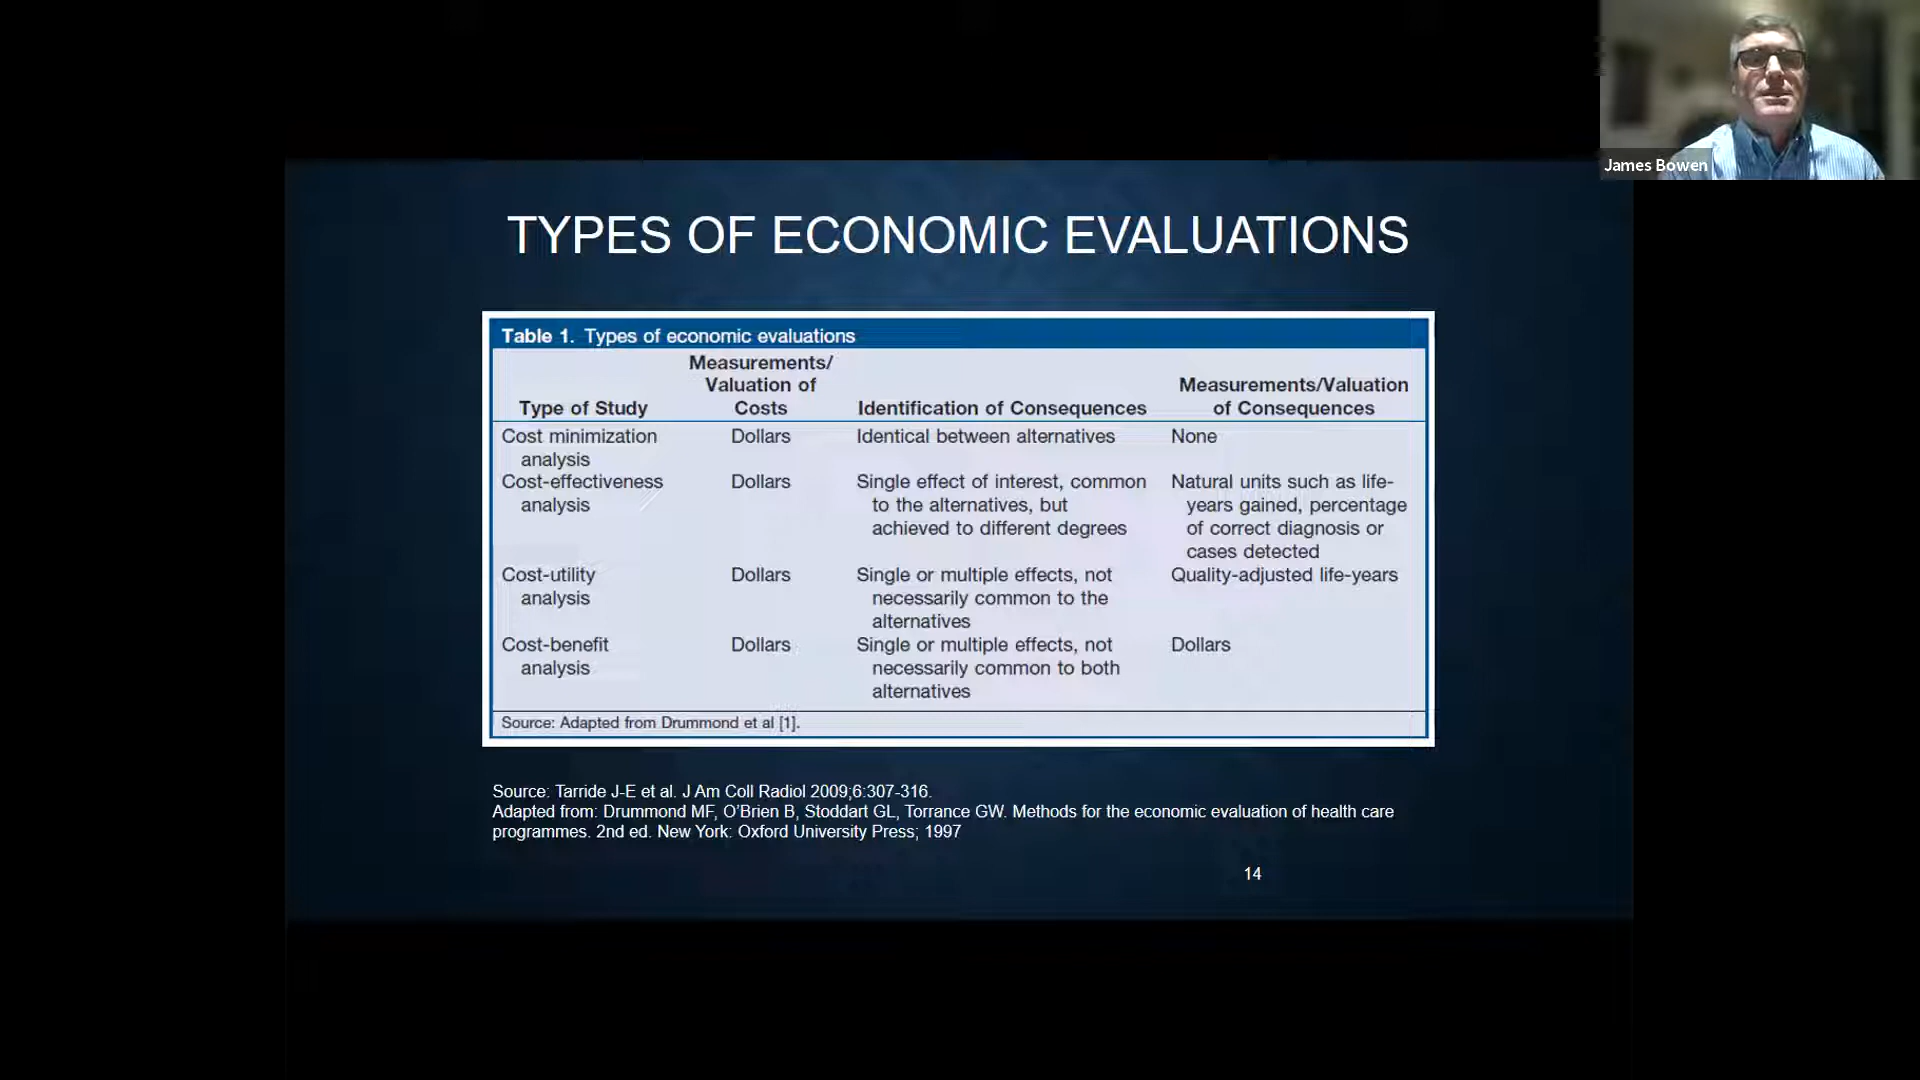 James Bowen
TYPES OF ECONOMIC EVALUATIONS
Table 1. Types of economic evaluations
Type of Study
Measurements/
Valuation of
Costs
Identification of Consequences
Measurements/Valuation
of Consequences
Cost minimization
analysis
Dollars
Identical between alternatives
None
Cost-effectiveness
analysis
Dollars
Single effect of interest, common
to the alternatives, but
achieved to different degrees
Natural units such as life-
years gained, percentage
of correct diagnosis or
cases detected
Cost-utility
analysis
Dollars
Single or multiple effects, not
necessarily common to the
alternatives
Quality-adjusted life-years
Cost-benefit
analysis
Dollars
Single or multiple effects, not
necessarily common to both
alternatives
Dollars
Source: Adapted from Drummond et al [1].
Source: Tarride J-E et al. J Am Coll Radiol 2009;6:307-316.
Adapted from: Drummond MF, O’Brien B, Stoddart GL, Torrance GW. Methods for the economic evaluation of health care
programmes. 2nd ed. New York: Oxford University Press; 1997
14